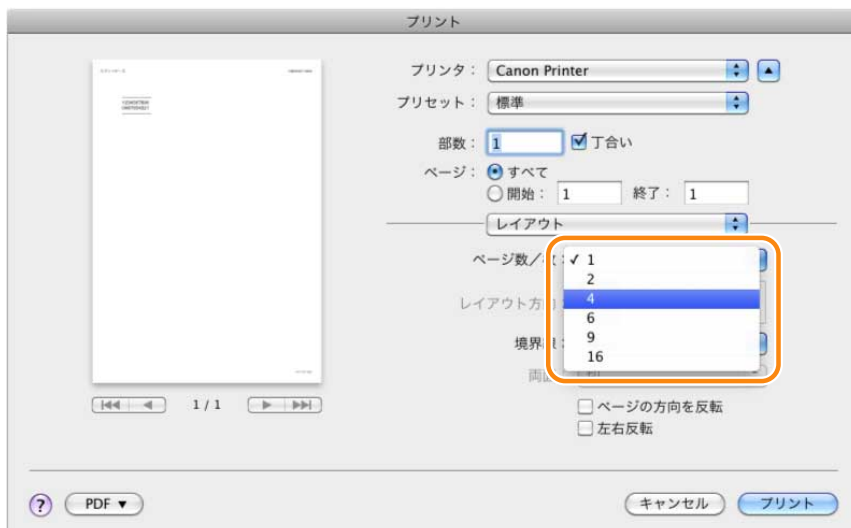 プリント
プリンタ： Canon Printer
プリセット： 標準
部数： 1 丁合い
ページ： すべて
開始： 1 終了： 1
レイアウト
ページ数／ ✓ 1
2
レイアウト方 4
6
境界 9
16
両
1 / 1
ページの方向を反転
左右反転
? PDF ▼ キャンセル プリント